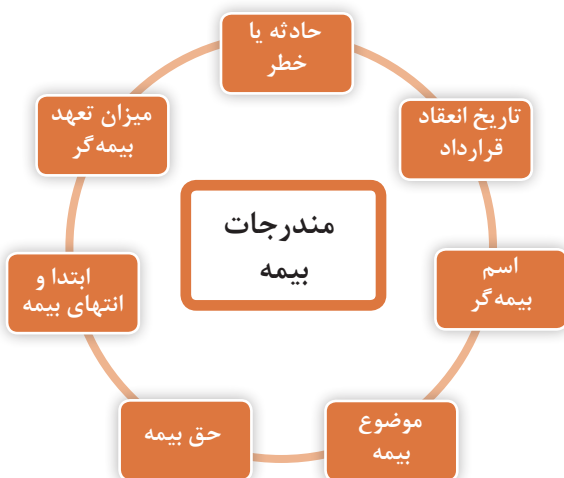 حادثه یا
خطر
تاریخ انعقاد
قرارداد
اسم
بیمه‌گر
موضوع
بیمه
حق بیمه
ابتدا و
انتهای بیمه
میزان تعهد
بیمه‌گر
مندرجات
بیمه